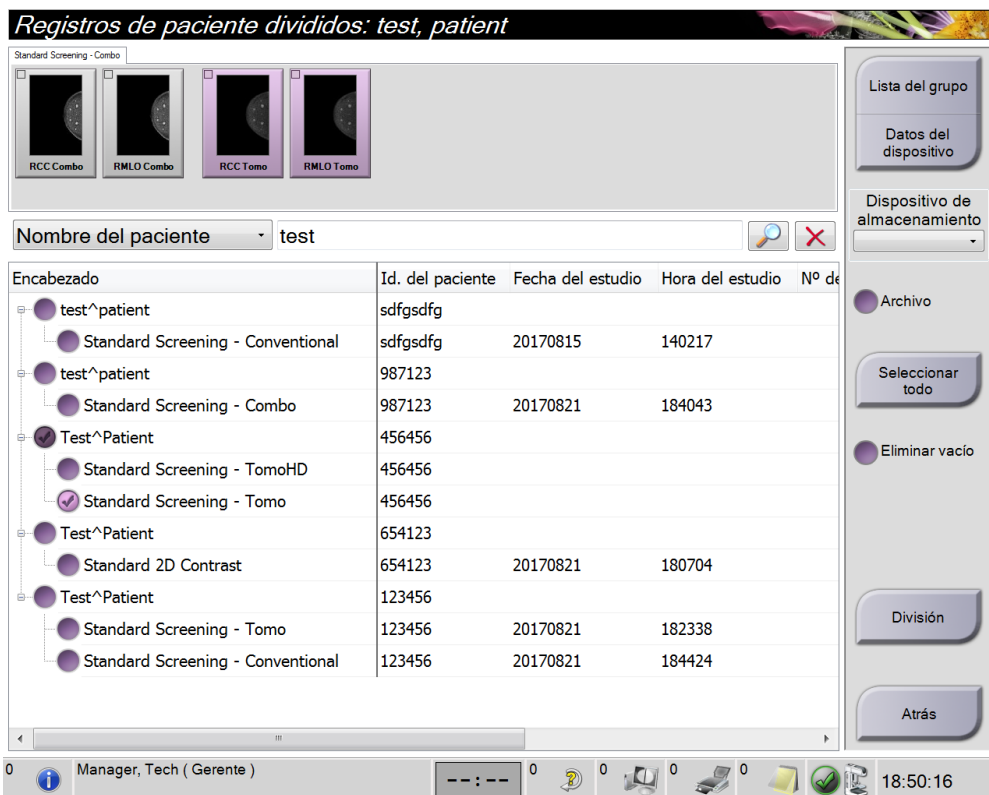 Registros de paciente divididos: test, patient
Standard Screening - Combo
RCC Combo RMLO Combo RCC Tomo RMLO Tomo
Nombre del paciente test
Encabezado Id. del paciente Fecha del estudio Hora del estudio Nº de
test^patient sdfgsdfg
Standard Screening - Conventional sdfgsdfg 20170815 140217
test^patient 987123
Standard Screening - Combo 987123 20170821 184043
Test^Patient 456456
Standard Screening - TomoHD 456456
Standard Screening - Tomo 456456
Test^Patient 654123
Standard 2D Contrast 654123 20170821 180704
Test^Patient 123456
Standard Screening - Tomo 123456 20170821 182338
Standard Screening - Conventional 123456 20170821 184424
Lista del grupo
Datos del
dispositivo
Dispositivo de
almacenamiento
Archivo
Seleccionar
todo
Eliminar vacío
División
Atrás
0 Manager, Tech ( Gerente ) --:-- 0 0 0 0 18:50:16